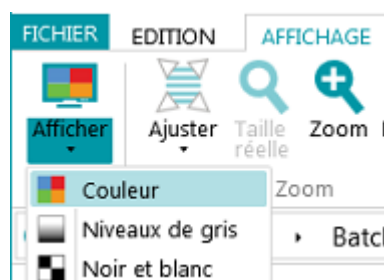 FICHIER EDITION AFFICHAGE
Afficher Ajuster Taille réelle Zoom
Couleur Zoom
Niveaux de gris Batch
Noir et blanc